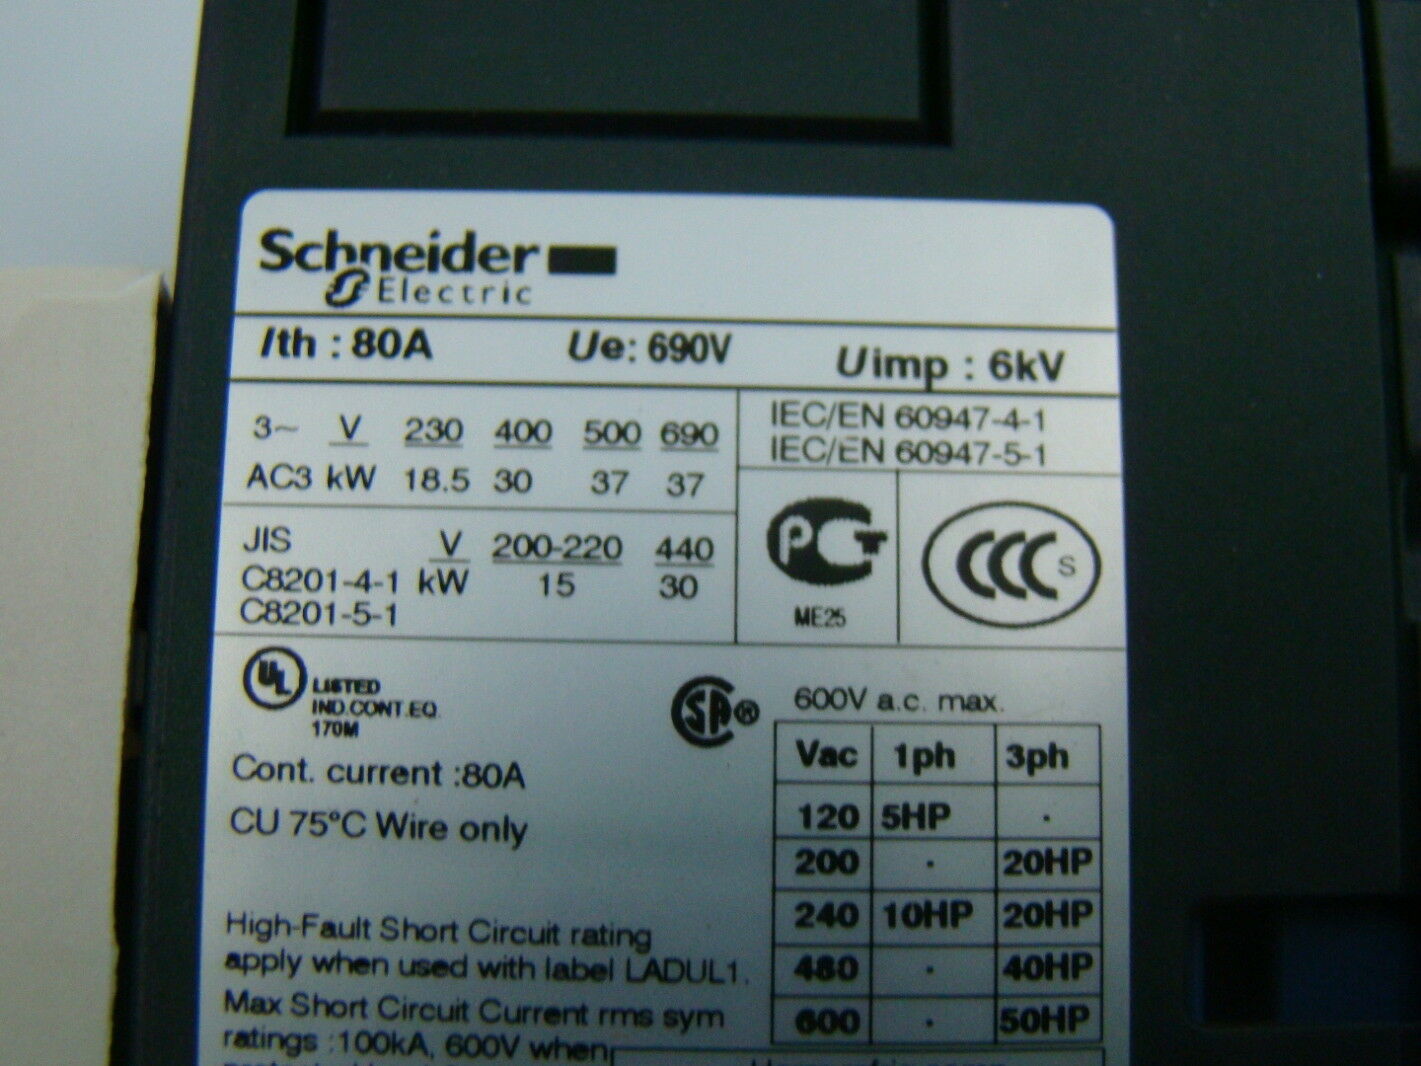 Schneider
Electric
Ith : 80A Ue: 690V Uimp : 6kV
3~ V 230 400 500 690
AC3 kW 18.5 30 37 37
IEC/EN 60947-4-1
IEC/EN 60947-5-1
JIS V 200-220 440
C8201-4-1 kW 15 30
C8201-5-1
PCT
ME25
CCC S
UL LISTED
IND.CONT.EQ.
170M
SA ®
600V a.c. max.
Vac 1ph 3ph
120 5HP ·
200 · 20HP
240 10HP 20HP
480 · 40HP
600 · 50HP
Cont. current :80A
CU 75°C Wire only
High-Fault Short Circuit rating
apply when used with label LADUL1.
Max Short Circuit Current rms sym
ratings :100kA, 600V when